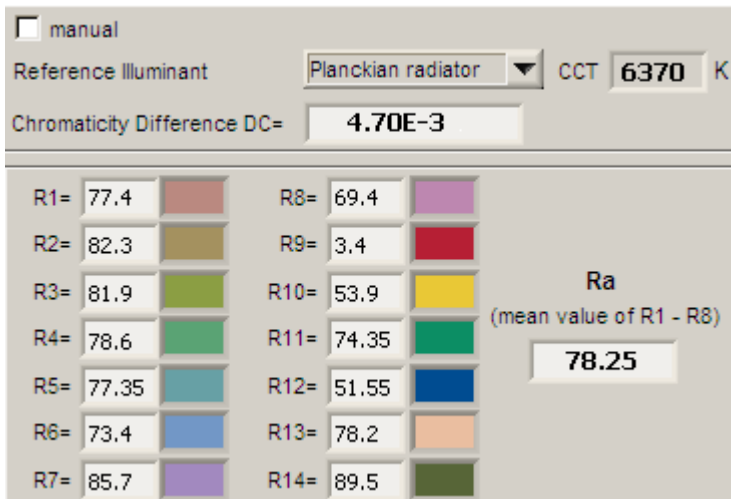 manual
Reference Illuminant Planckian radiator CCT 6370 K
Chromaticity Difference DC= 4.70E-3
R1= 77.4 R8= 69.4
R2= 82.3 R9= 3.4
R3= 81.9 R10= 53.9
R4= 78.6 R11= 74.35
R5= 77.35 R12= 51.55
R6= 73.4 R13= 78.2
R7= 85.7 R14= 89.5
Ra
(mean value of R1 - R8)
78.25